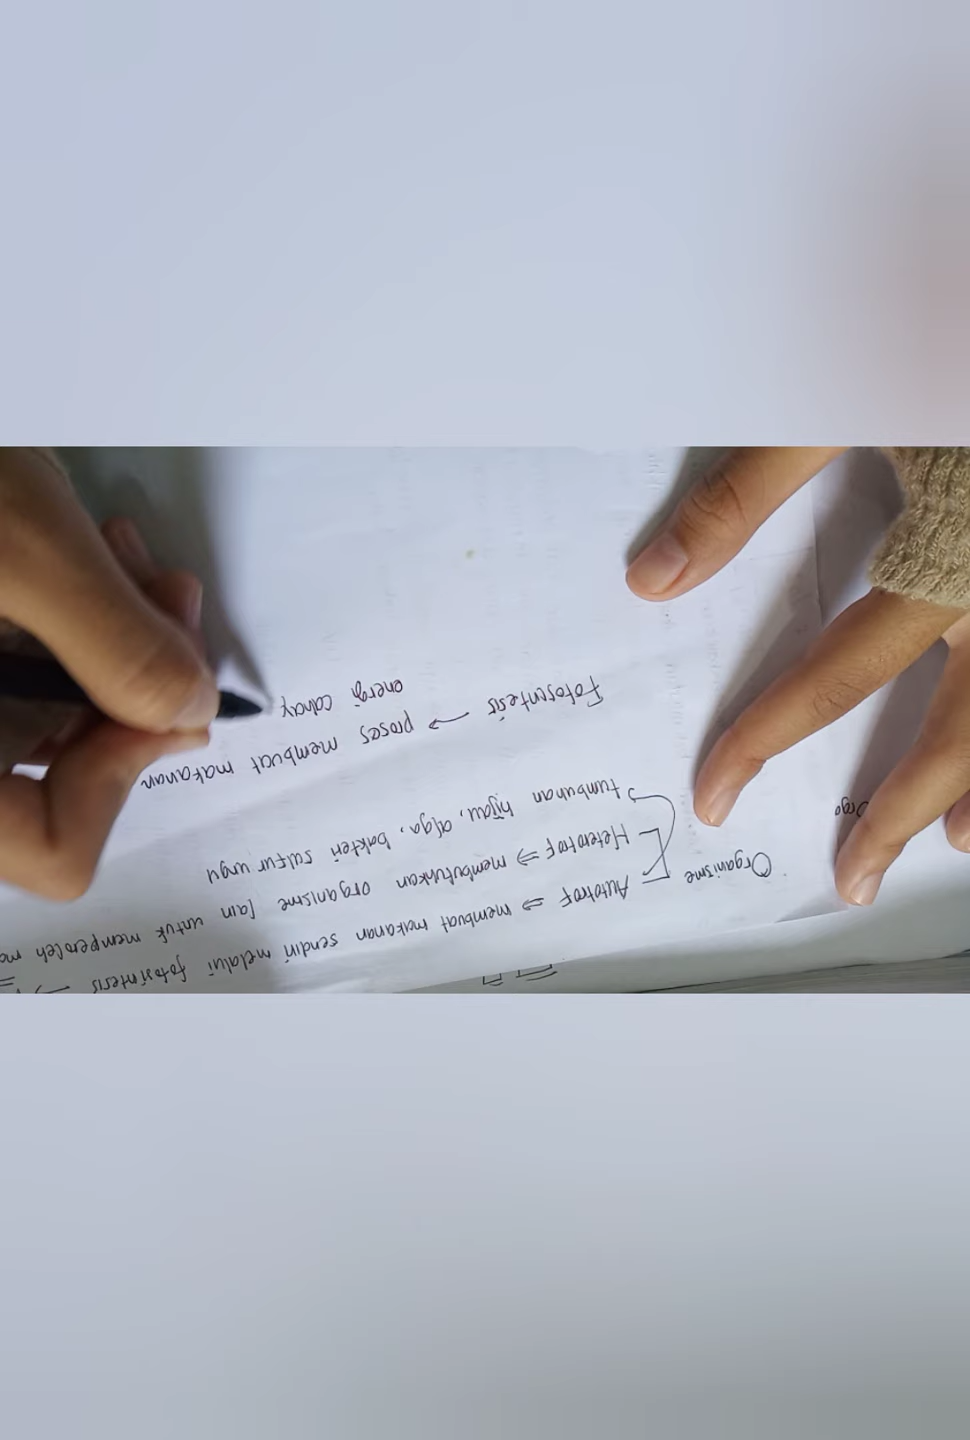 Organisme
Autotrof ⇒ membuat makanan sendiri melalui fotosintesis →
Heterotrof ⇒ membutuhkan organisme lain untuk memperoleh
tumbuhan hijau, alga, bakteri sulfur ungu
Fotosintesis → proses membuat makanan
energi cahay